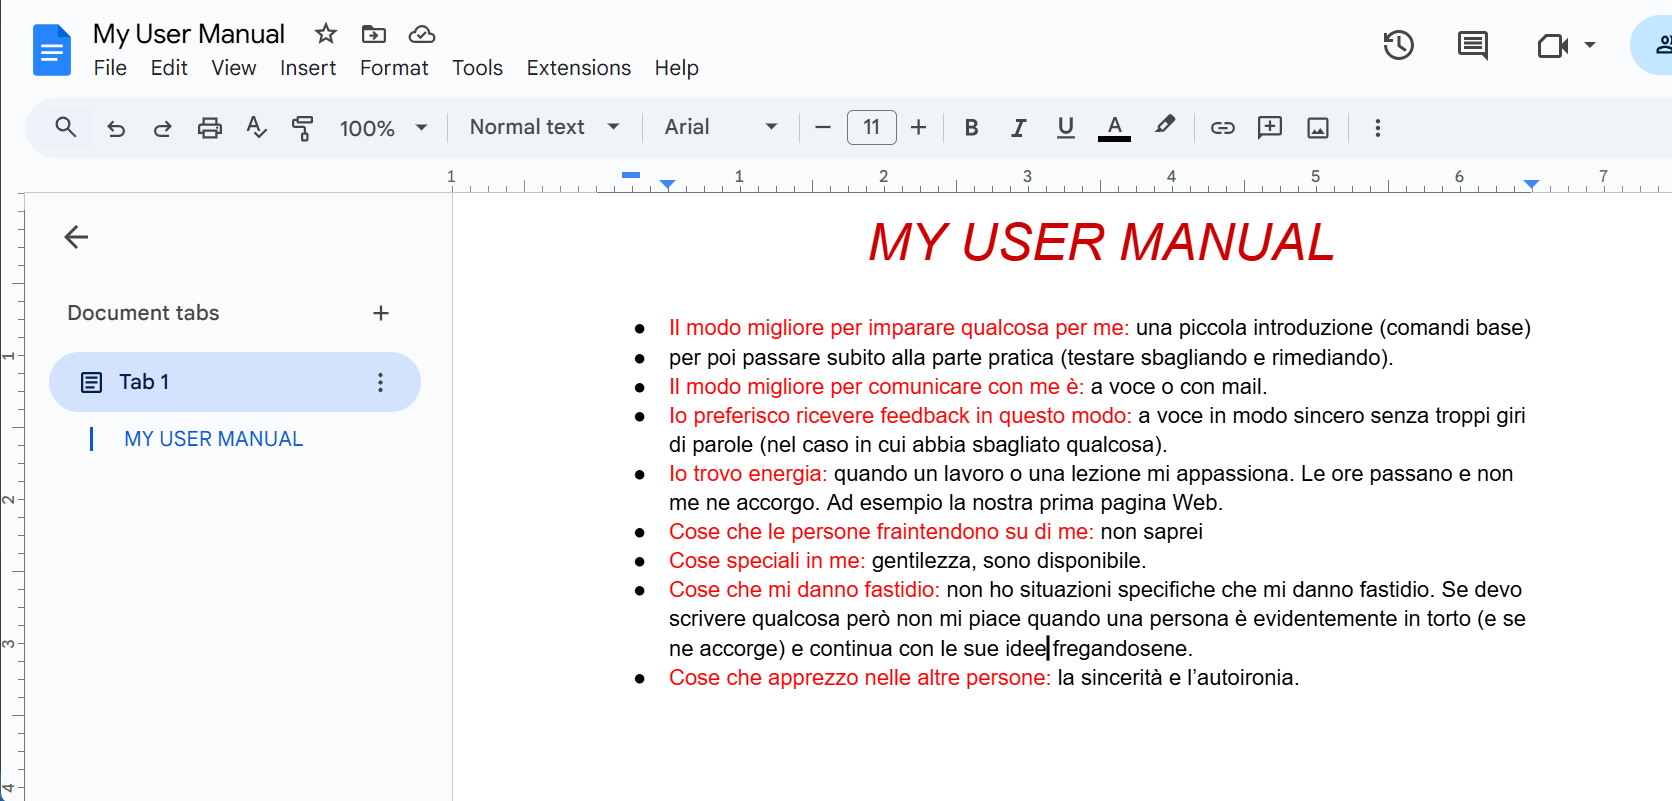 My User Manual
File Edit View Insert Format Tools Extensions Help
100% Normal text Arial 11 B I U A
1 1 2 3 4 5 6 7
MY USER MANUAL
Document tabs
Tab 1
MY USER MANUAL
● Il modo migliore per imparare qualcosa per me: una piccola introduzione (comandi base)
● per poi passare subito alla parte pratica (testare sbagliando e rimediando).
● Il modo migliore per comunicare con me è: a voce o con mail.
● Io preferisco ricevere feedback in questo modo: a voce in modo sincero senza troppi giri
di parole (nel caso in cui abbia sbagliato qualcosa).
● Io trovo energia: quando un lavoro o una lezione mi appassiona. Le ore passano e non
me ne accorgo. Ad esempio la nostra prima pagina Web.
● Cose che le persone fraintendono su di me: non saprei
● Cose speciali in me: gentilezza, sono disponibile.
● Cose che mi danno fastidio: non ho situazioni specifiche che mi danno fastidio. Se devo
scrivere qualcosa però non mi piace quando una persona è evidentemente in torto (e se
ne accorge) e continua con le sue idee fregandosene.
● Cose che apprezzo nelle altre persone: la sincerità e l’autoironia.
1
2
3
4